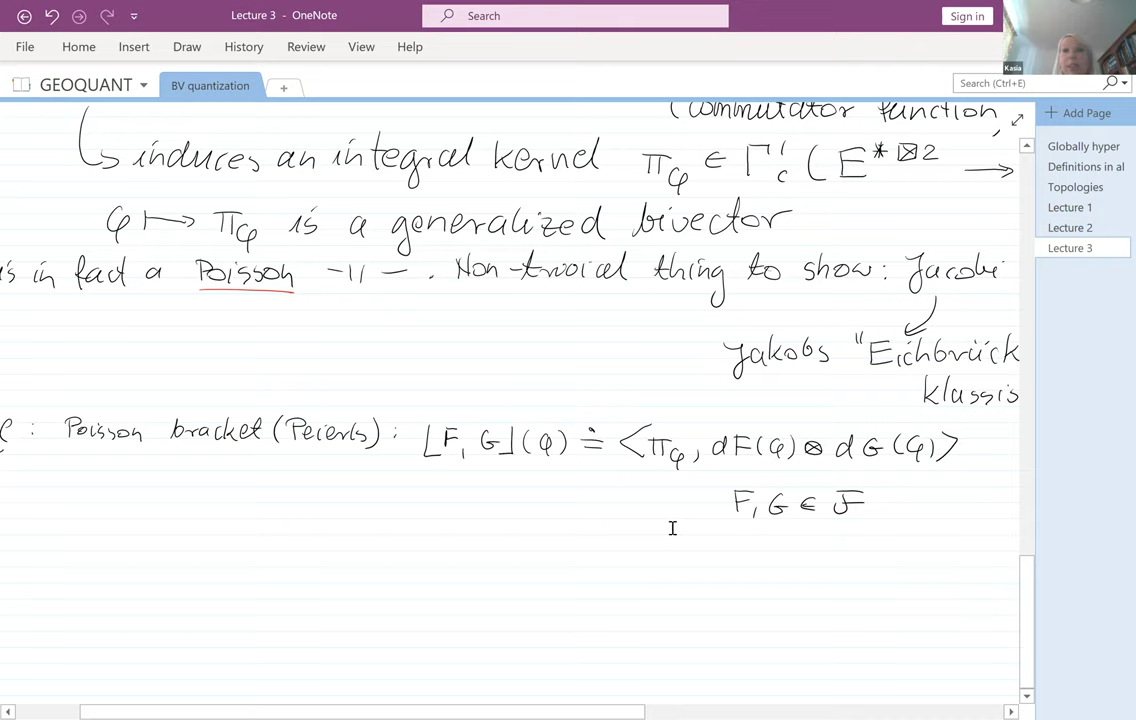 Lecture 3 - OneNote
Search
Sign in
File Home Insert Draw History Review View Help
Kasia
GEOQUANT
BV quantization
Search (Ctrl+E)
Add Page
Globally hyper
Definitions in al
Topologies
Lecture 1
Lecture 2
Lecture 3
(commutator function,
↳ induces an integral kernel π_φ ∈ Γ'_c (E*⊠2 →
φ ↦ π_φ is a generalized bivector
is in fact a Poisson -11- . Non-trivial thing to show: Jacobi
Jakobs "Eichbrück
klassis
: Poisson bracket (Peierls): ⌊F, G⌋(φ) ≐ <π_φ, dF(φ) ⊗ dG(φ)>
F, G ∈ F